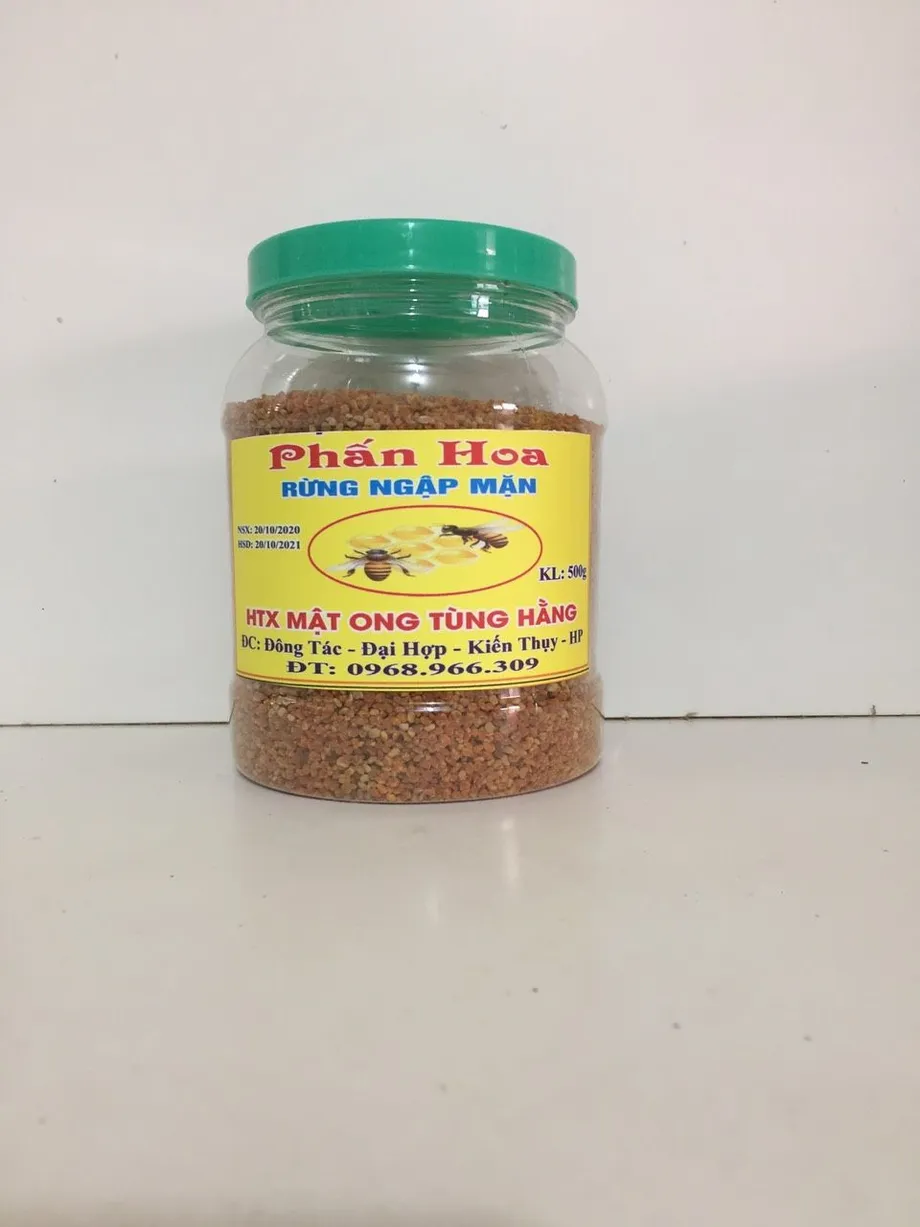 Phấn Hoa
RỪNG NGẬP MẶN
NSX: 20/10/2020
HSD: 20/10/2021
KL: 500g
HTX MẬT ONG TÙNG HẰNG
ĐC: Đông Tác - Đại Hợp - Kiến Thụy - HP
ĐT: 0968.966.309